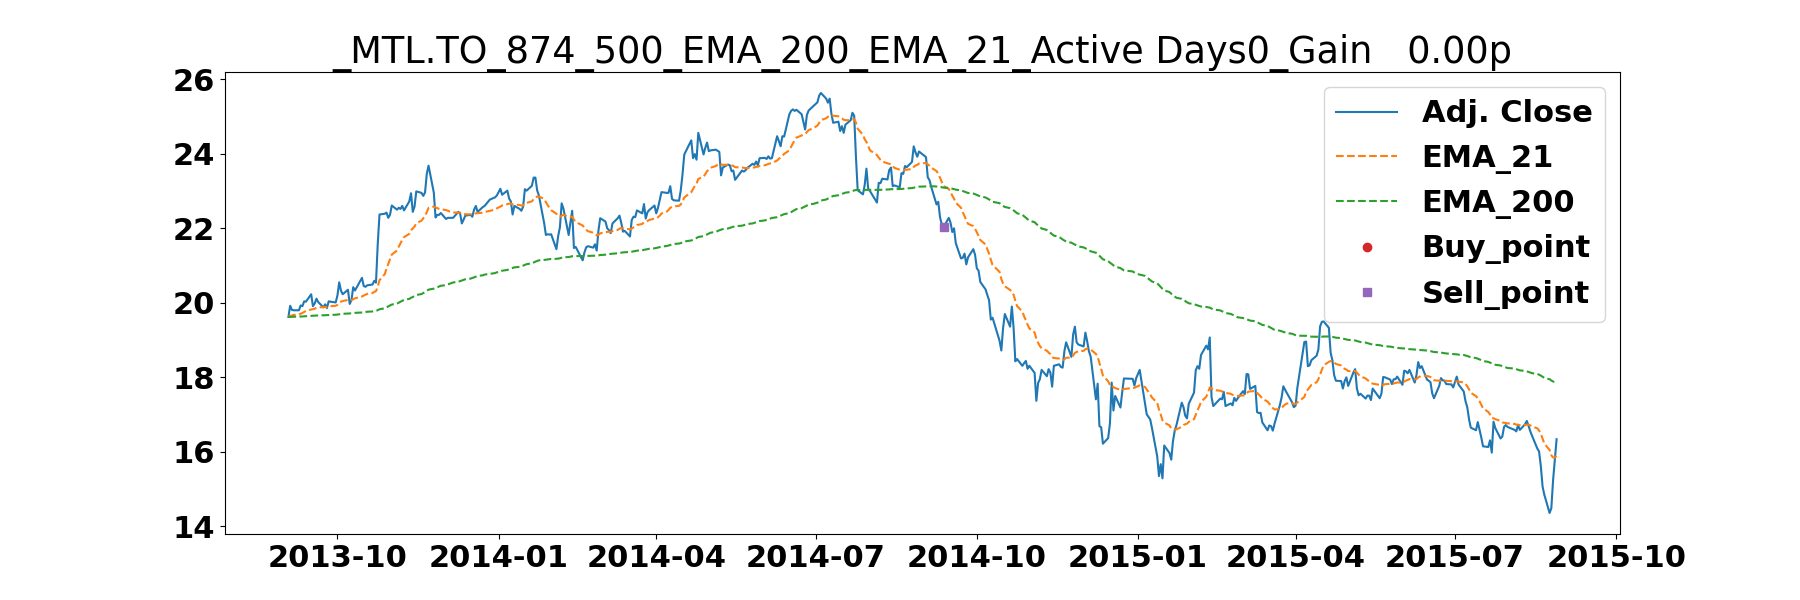 _MTL.TO_874_500_EMA_200_EMA_21_Active Days0_Gain   0.00p
26
24
22
20
18
16
14
Adj. Close
EMA_21
EMA_200
Buy_point
Sell_point
2013-10 2014-01 2014-04 2014-07 2014-10 2015-01 2015-04 2015-07 2015-10